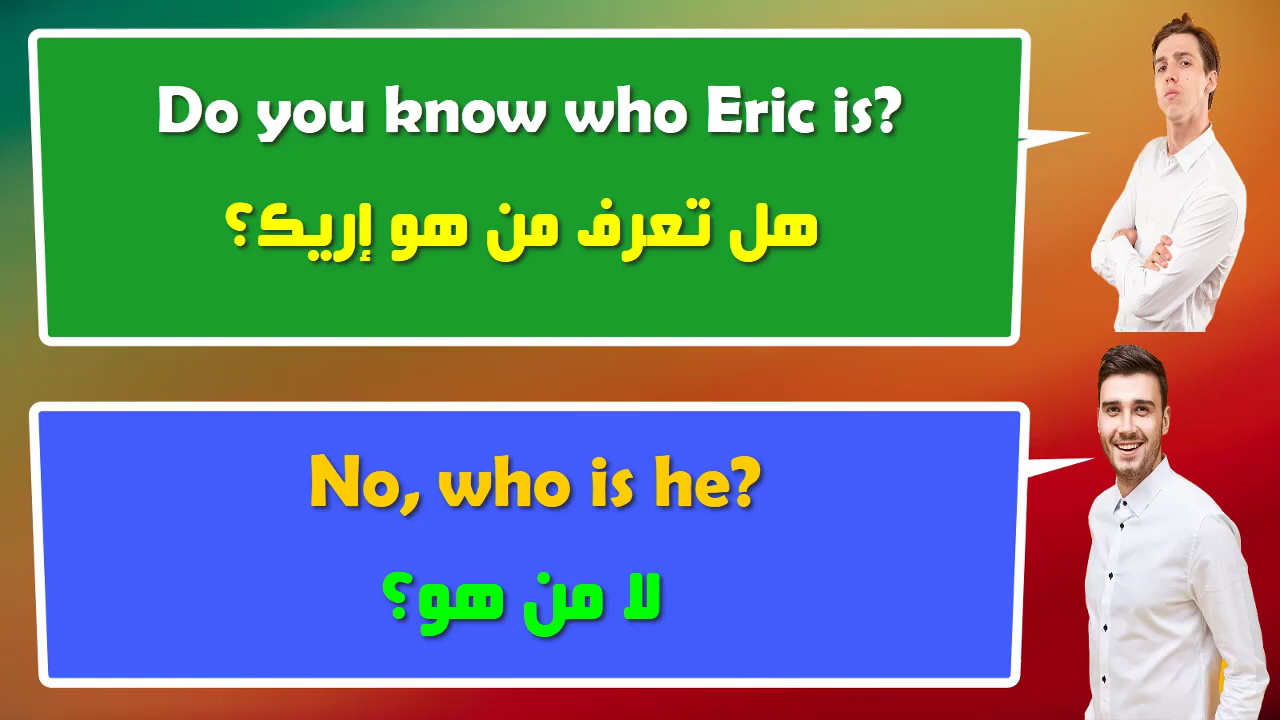 Do you know who Eric is?
هل تعرف من هو إريك؟
No, who is he?
لا من هو؟